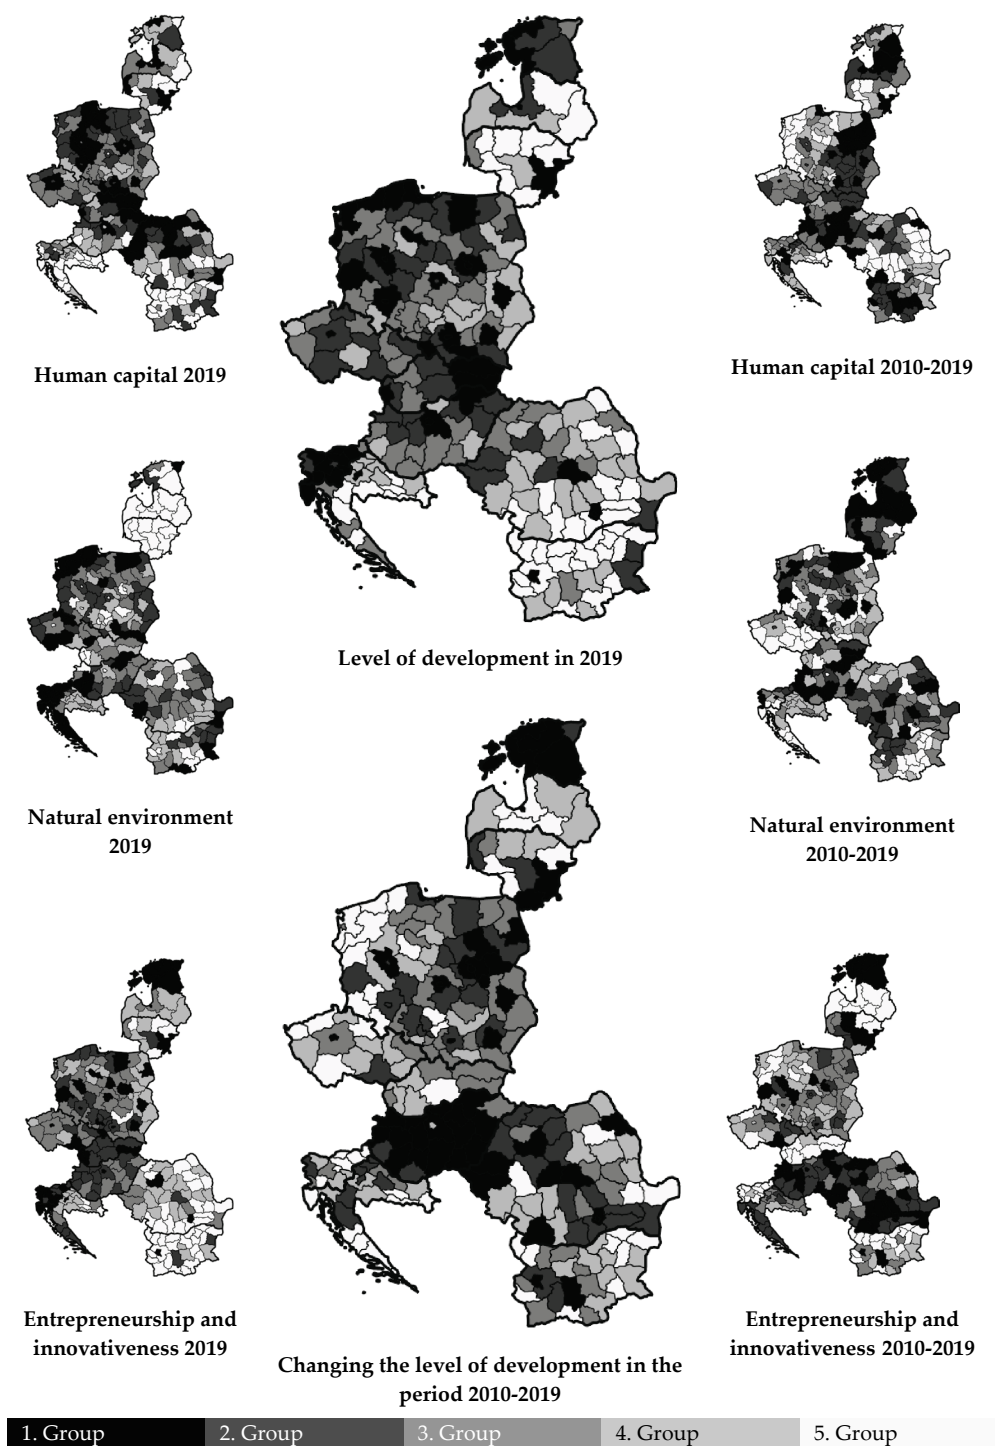 Human capital 2019
Human capital 2010-2019
Level of development in 2019
Natural environment
2019
Natural environment
2010-2019
Entrepreneurship and
innovativeness 2019
Changing the level of development in the
period 2010-2019
Entrepreneurship and
innovativeness 2010-2019
1. Group
2. Group
3. Group
4. Group
5. Group